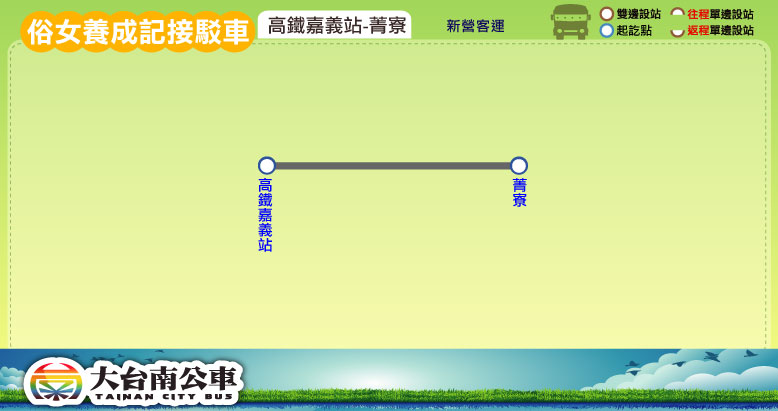 俗女養成記接駁車
高鐵嘉義站-菁寮
新營客運
雙邊設站
往程單邊設站
起訖點
返程單邊設站
高鐵嘉義站
菁寮
大台南公車
TAINAN CITY BUS